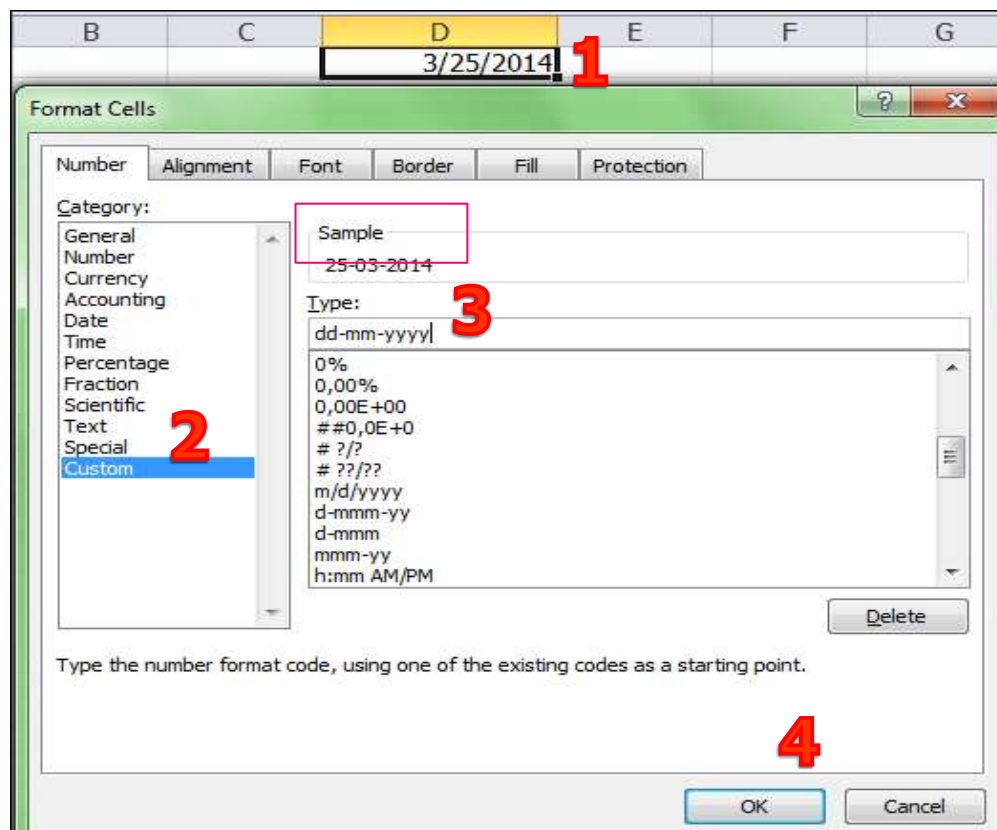 B C D E F G
3/25/2014 1
Format Cells
Number Alignment Font Border Fill Protection
Category:
General
Number
Currency
Accounting
Date
Time
Percentage
Fraction
Scientific
Text
Special
Custom
2
Sample
25-03-2014
Type:
3
dd-mm-yyyy
0%
0,00%
0,00E+00
##0,0E+0
# ?/?
# ??/??
m/d/yyyy
d-mmm-yy
d-mmm
mmm-yy
h:mm AM/PM
Delete
Type the number format code, using one of the existing codes as a starting point.
4
OK Cancel